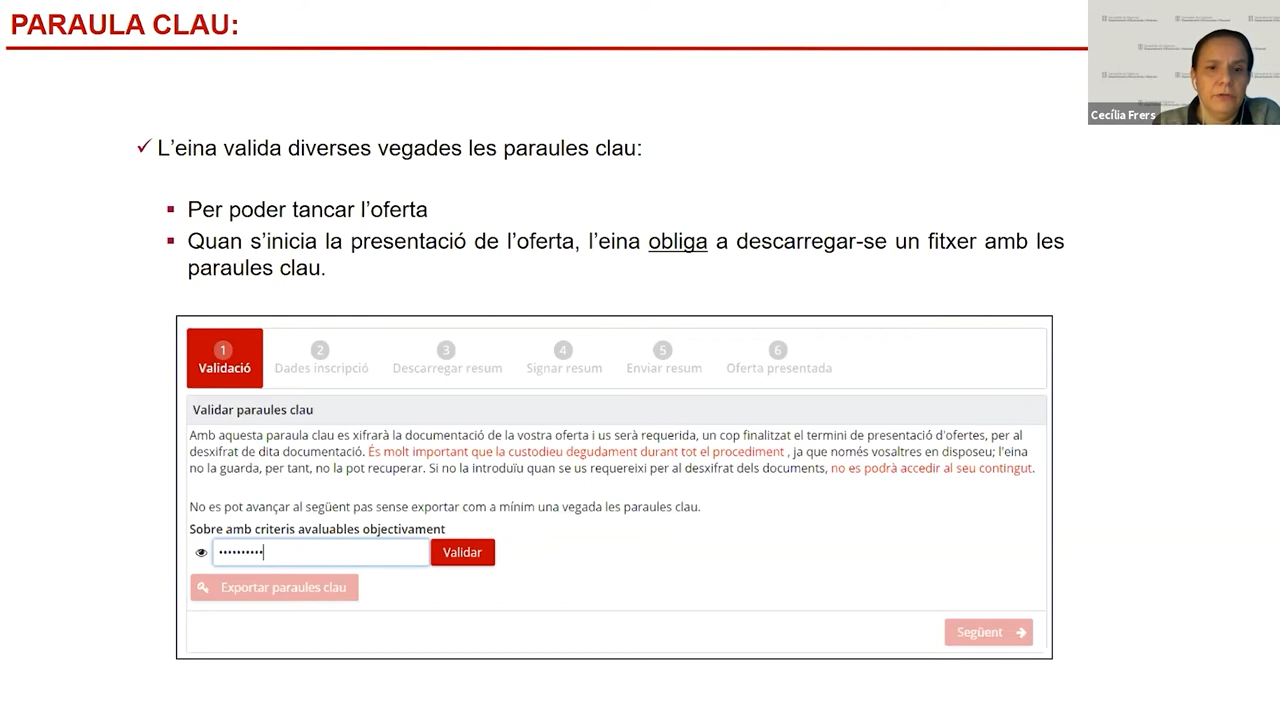 PARAULA CLAU:
Cecília Frers
L’eina valida diverses vegades les paraules clau:
Per poder tancar l’oferta
Quan s’inicia la presentació de l’oferta, l’eina obliga a descarregar-se un fitxer amb les
paraules clau.
1 2 3 4 5 6
Validació Dades inscripció Descarregar resum Signar resum Enviar resum Oferta presentada
Validar paraules clau
Amb aquesta paraula clau es xifrarà la documentació de la vostra oferta i us serà requerida, un cop finalitzat el termini de presentació d'ofertes, per al
desxifrat de dita documentació. És molt important que la custodieu degudament durant tot el procediment , ja que només vosaltres en disposeu; l'eina
no la guarda, per tant, no la pot recuperar. Si no la introduïu quan se us requereixi per al desxifrat dels documents, no es podrà accedir al seu contingut.
No es pot avançar al següent pas sense exportar com a mínim una vegada les paraules clau.
Sobre amb criteris avaluables objectivament
•••••••••• Validar
Exportar paraules clau
Següent